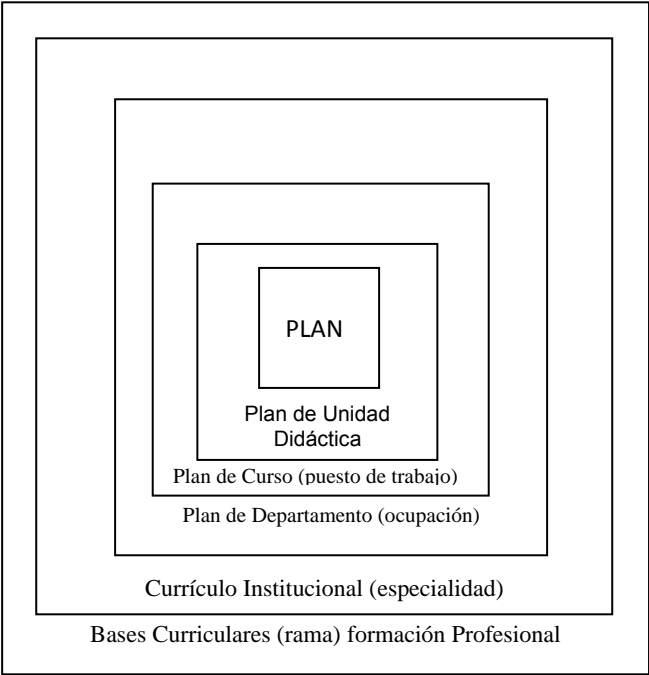 PLAN
Plan de Unidad
Didáctica
Plan de Curso (puesto de trabajo)
Plan de Departamento (ocupación)
Currículo Institucional (especialidad)
Bases Curriculares (rama) formación Profesional